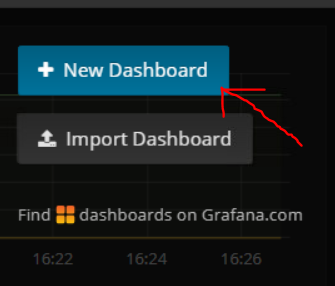 New Dashboard
Import Dashboard
Find dashboards on Grafana.com
16:22 16:24 16:26